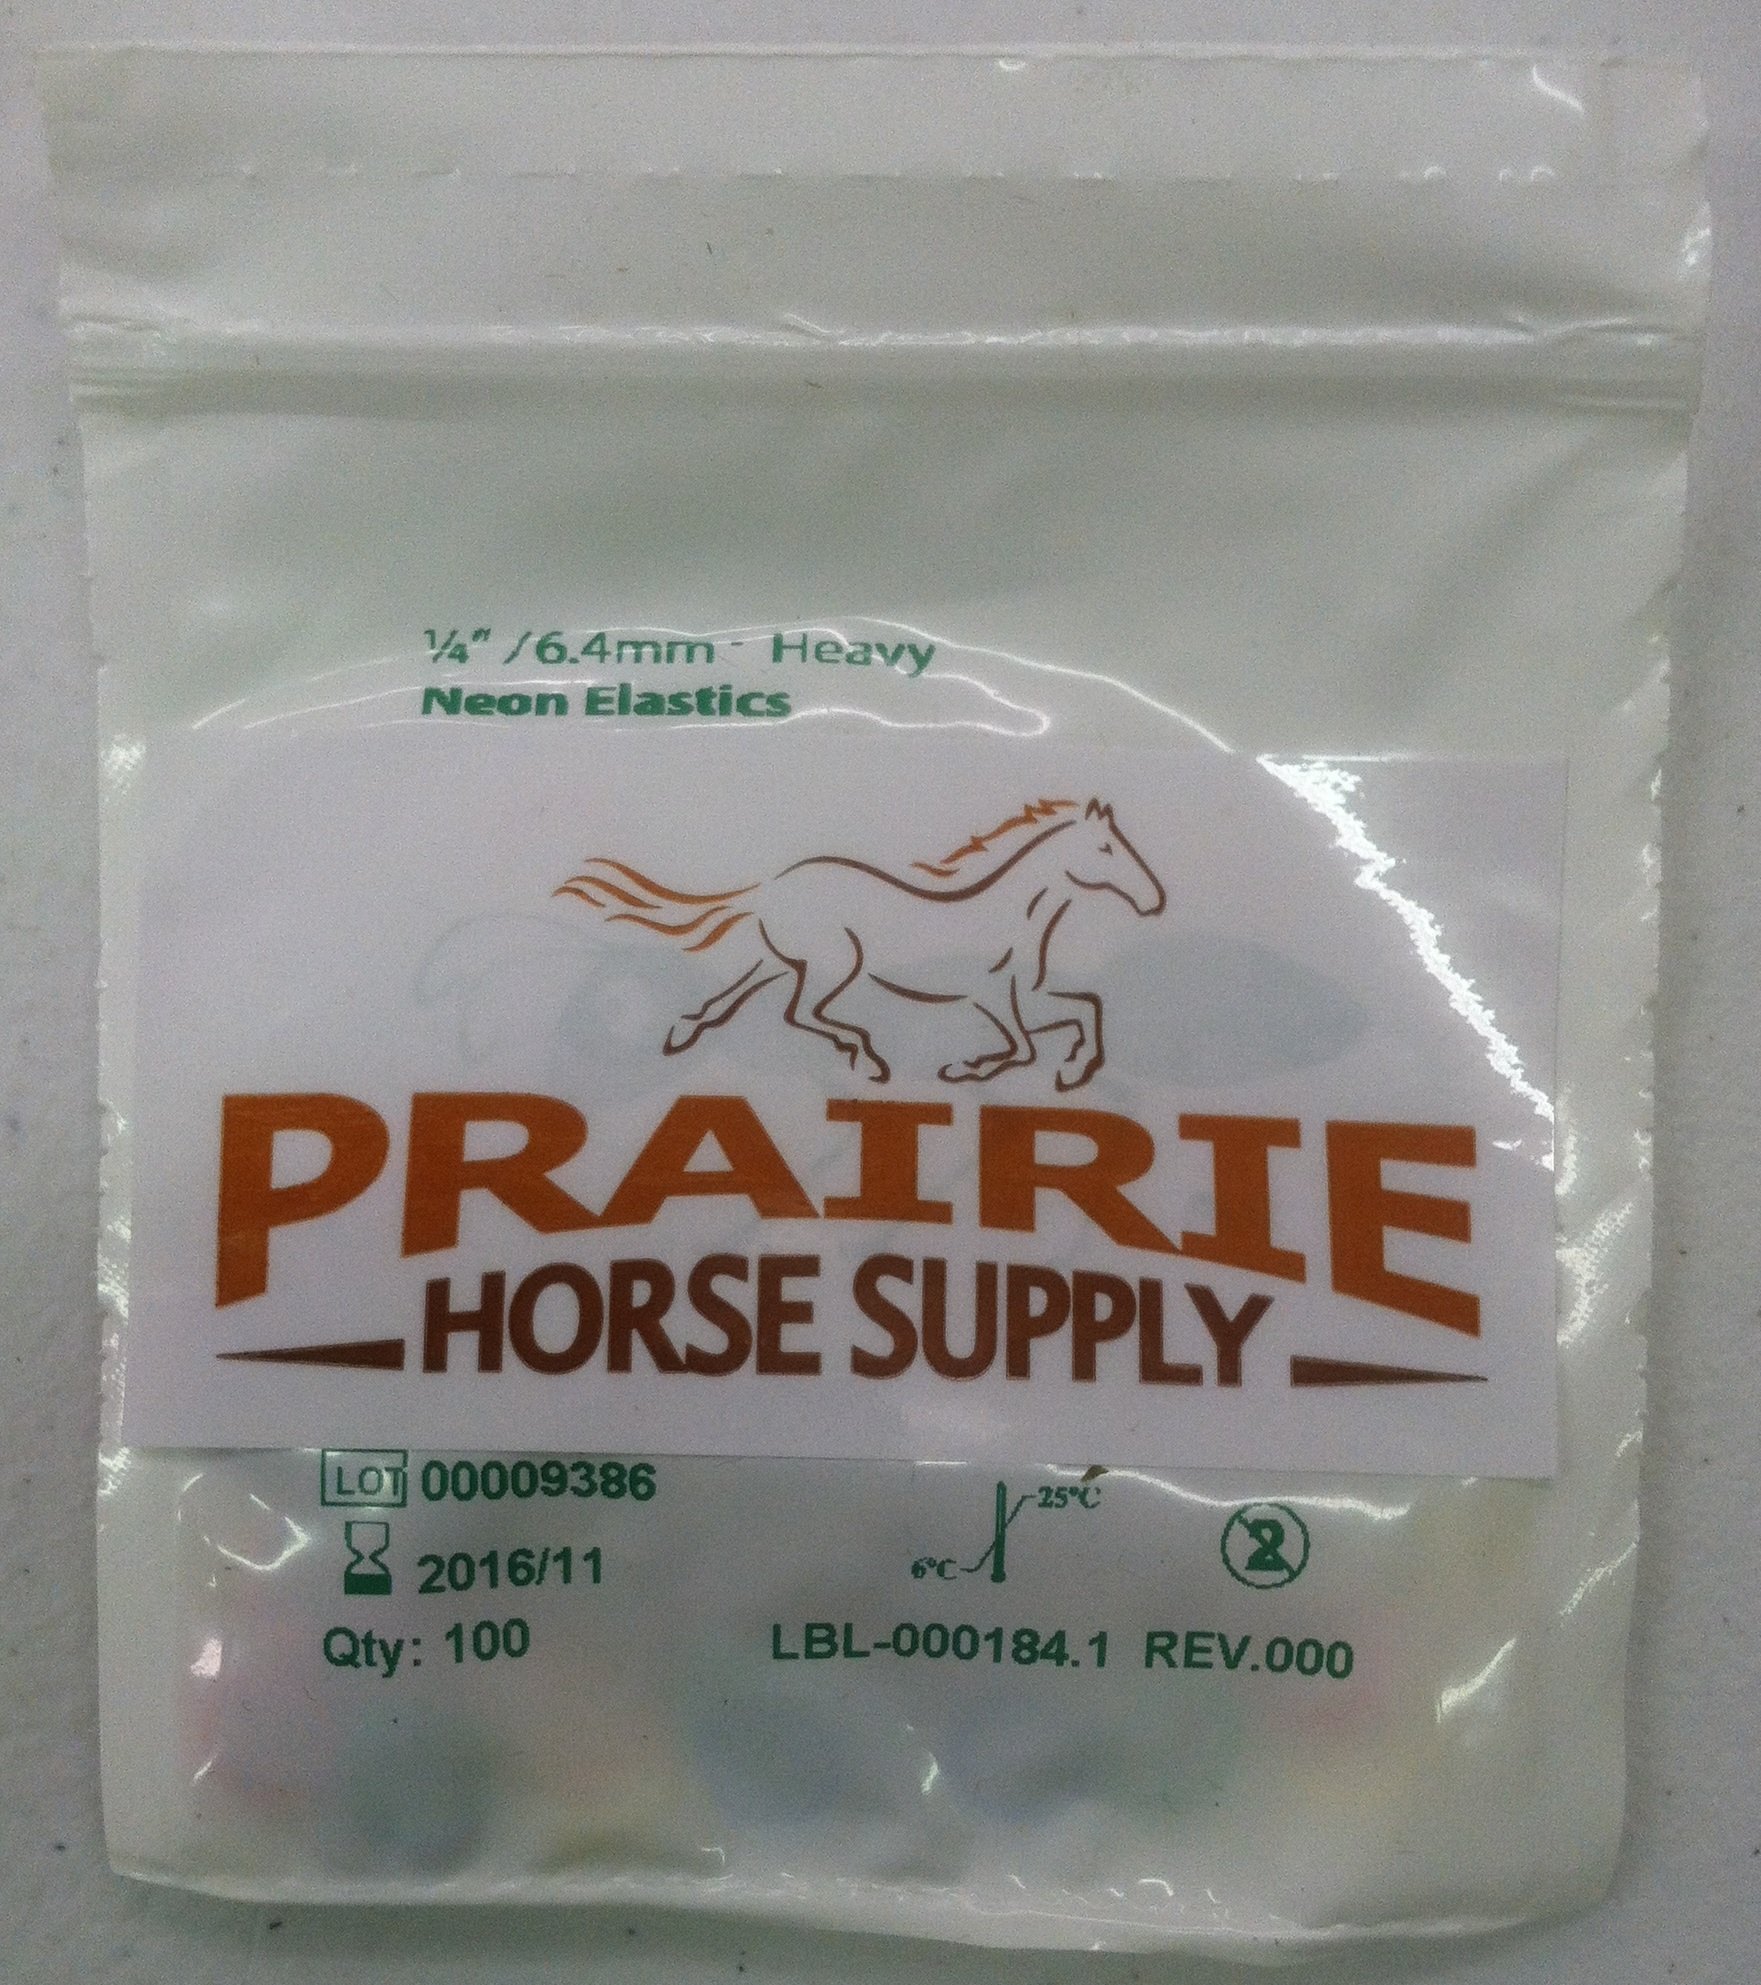 ¼" /6.4mm - Heavy
Neon Elastics
PRAIRIE
HORSE SUPPLY
LOT 00009386
25°C
6°C
2
2016/11
Qty: 100
LBL-000184.1 REV.000